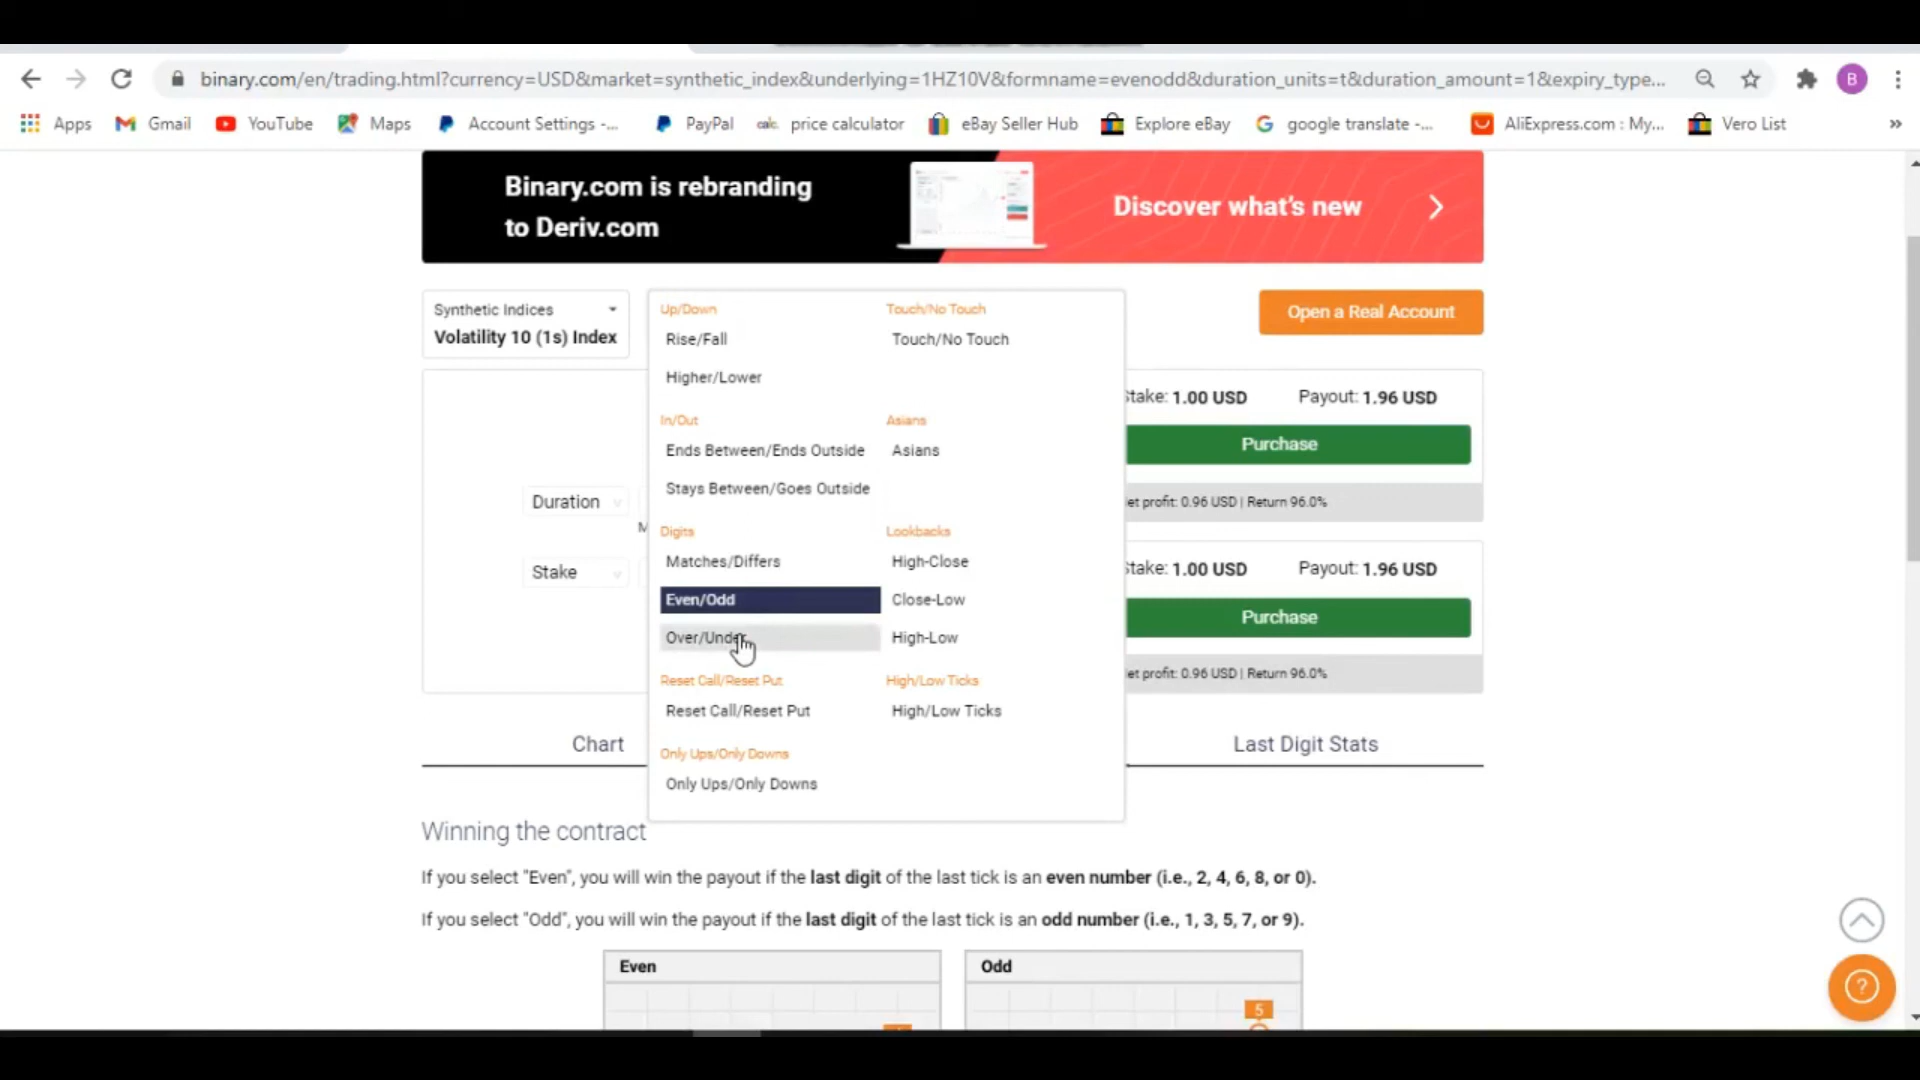 binary.com/en/trading.html?currency=USD&market=synthetic_index&underlying=1HZ10V&formname=evenodd&duration_units=t&duration_amount=1&expiry_type...
B
Apps
Gmail
YouTube
Maps
Account Settings -...
PayPal
calc
price calculator
eBay Seller Hub
Explore eBay
google translate -...
AliExpress.com : My...
Vero List
»
Binary.com is rebranding
to Deriv.com
Discover what's new
Synthetic Indices
Volatility 10 (1s) Index
Up/Down
Rise/Fall
Higher/Lower
In/Out
Ends Between/Ends Outside
Stays Between/Goes Outside
Digits
Matches/Differs
Even/Odd
Over/Under
Reset Call/Reset Put
Reset Call/Reset Put
Only Ups/Only Downs
Only Ups/Only Downs
Touch/No Touch
Touch/No Touch
Asians
Asians
Lookbacks
High-Close
Close-Low
High-Low
High/Low Ticks
High/Low Ticks
Open a Real Account
Duration
M
Stake
Stake: 1.00 USD Payout: 1.96 USD
Purchase
et profit: 0.96 USD | Return 96.0%
Stake: 1.00 USD Payout: 1.96 USD
Purchase
et profit: 0.96 USD | Return 96.0%
Chart
Last Digit Stats
Winning the contract
If you select "Even", you will win the payout if the last digit of the last tick is an even number (i.e., 2, 4, 6, 8, or 0).
If you select "Odd", you will win the payout if the last digit of the last tick is an odd number (i.e., 1, 3, 5, 7, or 9).
Even
Odd
5
?